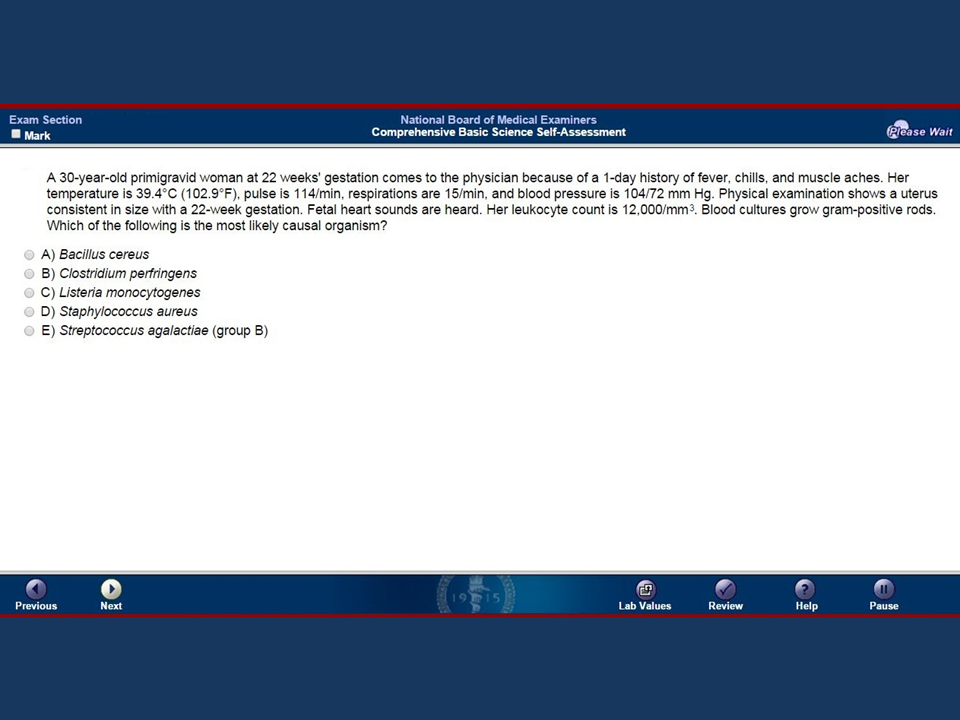 Exam Section
National Board of Medical Examiners
Mark
Comprehensive Basic Science Self-Assessment
Please Wait
A 30-year-old primigravid woman at 22 weeks' gestation comes to the physician because of a 1-day history of fever, chills, and muscle aches. Her
temperature is 39.4°C (102.9°F), pulse is 114/min, respirations are 15/min, and blood pressure is 104/72 mm Hg. Physical examination shows a uterus
consistent in size with a 22-week gestation. Fetal heart sounds are heard. Her leukocyte count is 12,000/mm³. Blood cultures grow gram-positive rods.
Which of the following is the most likely causal organism?
A) Bacillus cereus
B) Clostridium perfringens
C) Listeria monocytogenes
D) Staphylococcus aureus
E) Streptococcus agalactiae (group B)
1915
Previous
Next
Lab Values
Review
Help
Pause